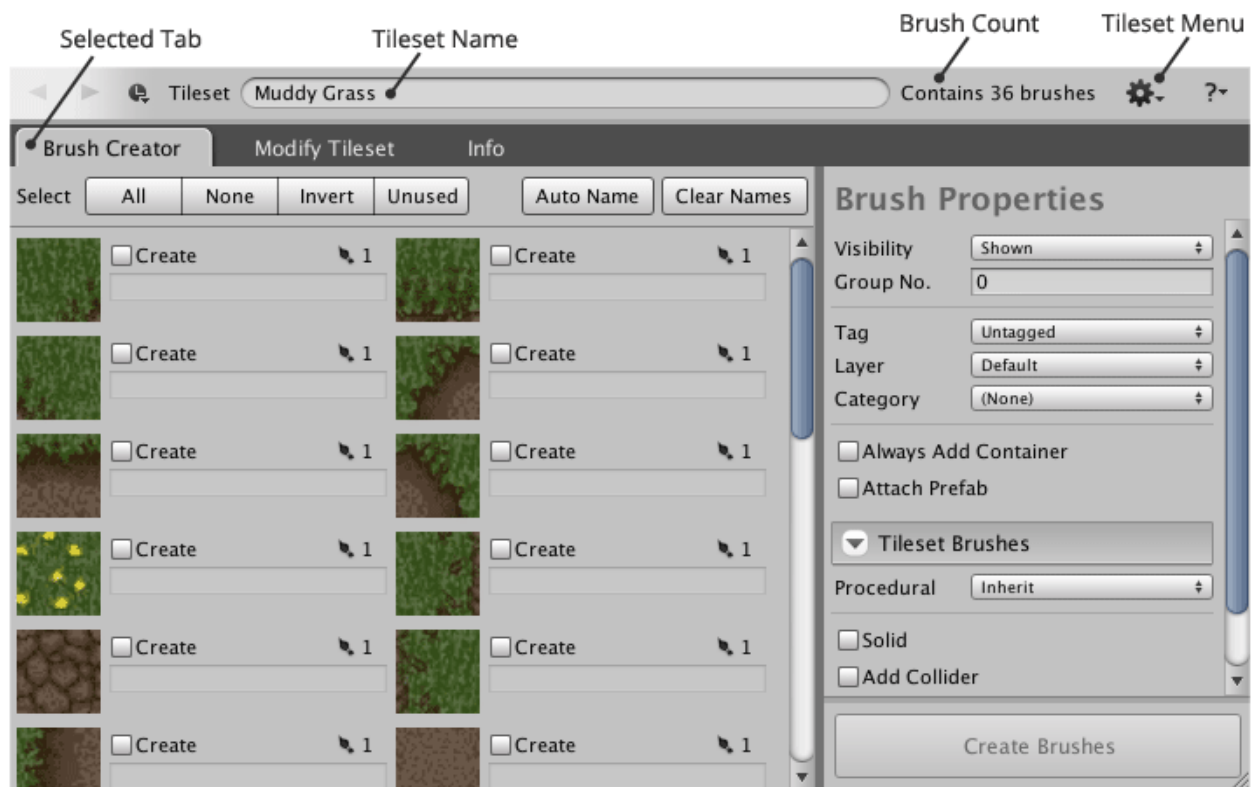 Selected Tab
Tileset Name
Brush Count
Tileset Menu
Tileset Muddy Grass Contains 36 brushes ?
Brush Creator Modify Tileset Info
Select All None Invert Unused Auto Name Clear Names
Create 1 Create 1
Create 1 Create 1
Create 1 Create 1
Create 1 Create 1
Create 1 Create 1
Create 1 Create 1
Brush Properties
Visibility Shown
Group No. 0
Tag Untagged
Layer Default
Category (None)
Always Add Container
Attach Prefab
Tileset Brushes
Procedural Inherit
Solid
Add Collider
Create Brushes